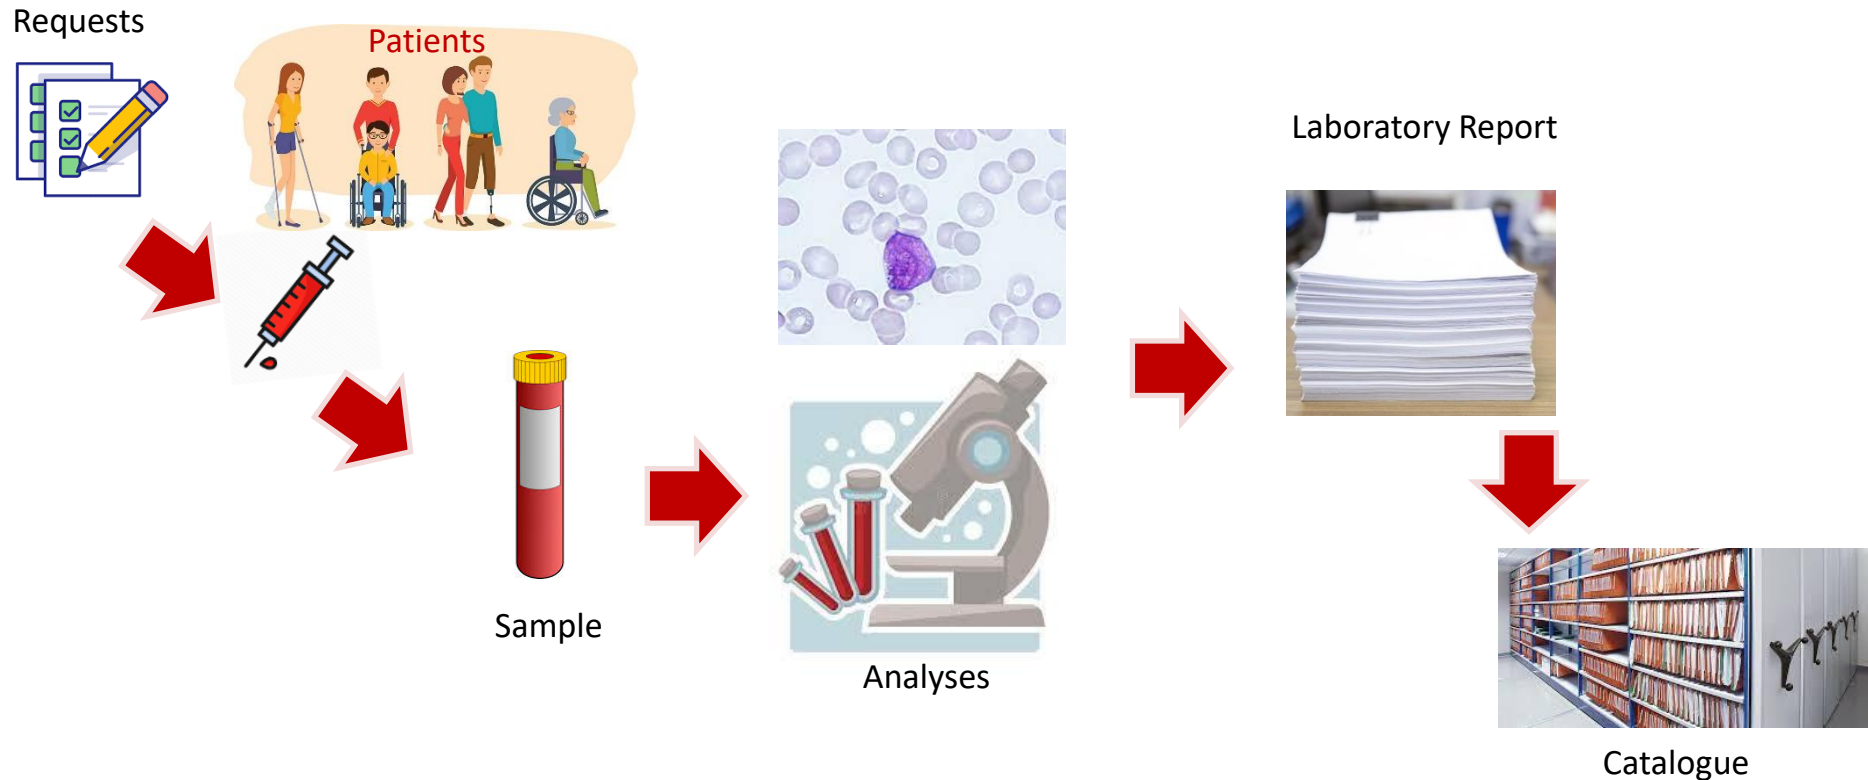 Requests
Patients
Laboratory Report
Sample
Analyses
Catalogue